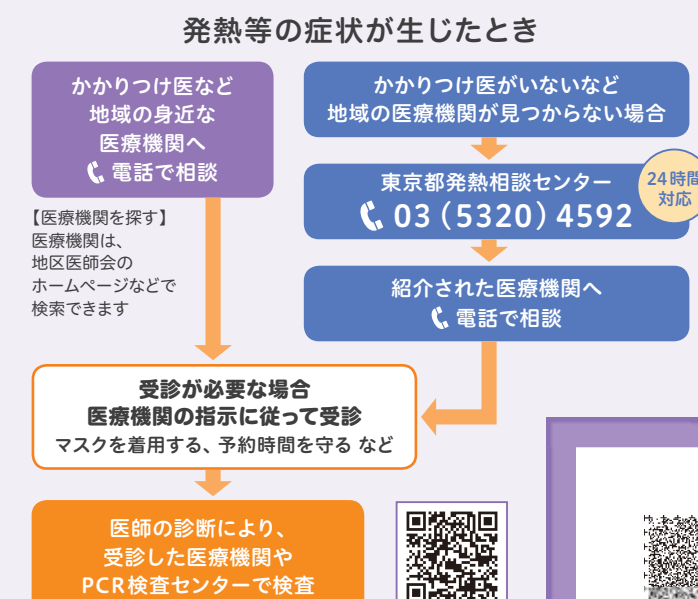 発熱等の症状が生じたとき
かかりつけ医など
地域の身近な
医療機関へ
電話で相談
【医療機関を探す】
医療機関は、
地区医師会の
ホームページなどで
検索できます
かかりつけ医がいないなど
地域の医療機関が見つからない場合
東京都発熱相談センター
03（5320）4592
24時間
対応
紹介された医療機関へ
電話で相談
受診が必要な場合
医療機関の指示に従って受診
マスクを着用する、予約時間を守る など
医師の診断により、
受診した医療機関や
PCR検査センターで検査